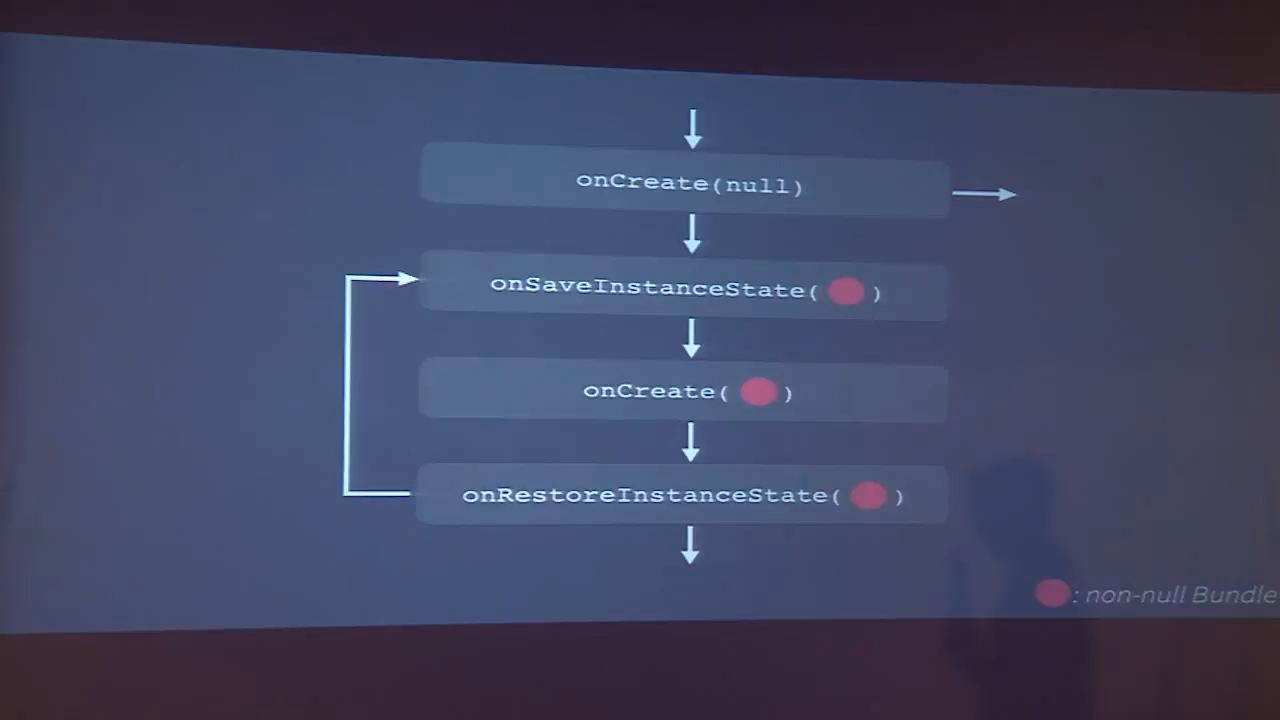 onCreate(null)
onSaveInstanceState( )
onCreate( )
onRestoreInstanceState( )
: non-null Bundle